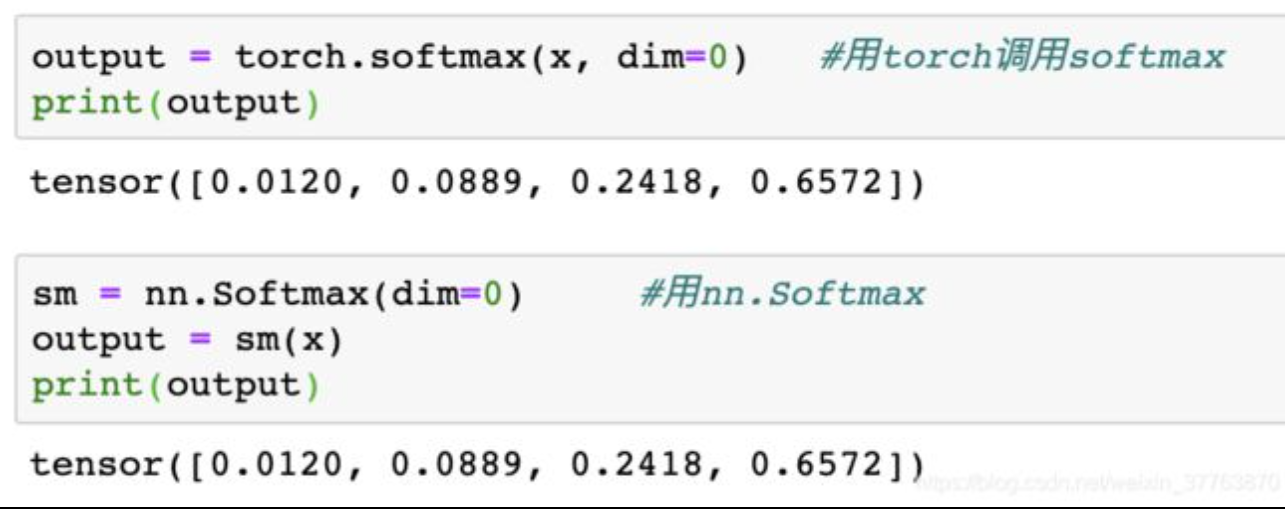 output = torch.softmax(x, dim=0) #用torch调用softmax
print(output)
tensor([0.0120, 0.0889, 0.2418, 0.6572])
sm = nn.Softmax(dim=0) #用nn.Softmax
output = sm(x)
print(output)
tensor([0.0120, 0.0889, 0.2418, 0.6572])
https://blog.csdn.net/weixin_37763870